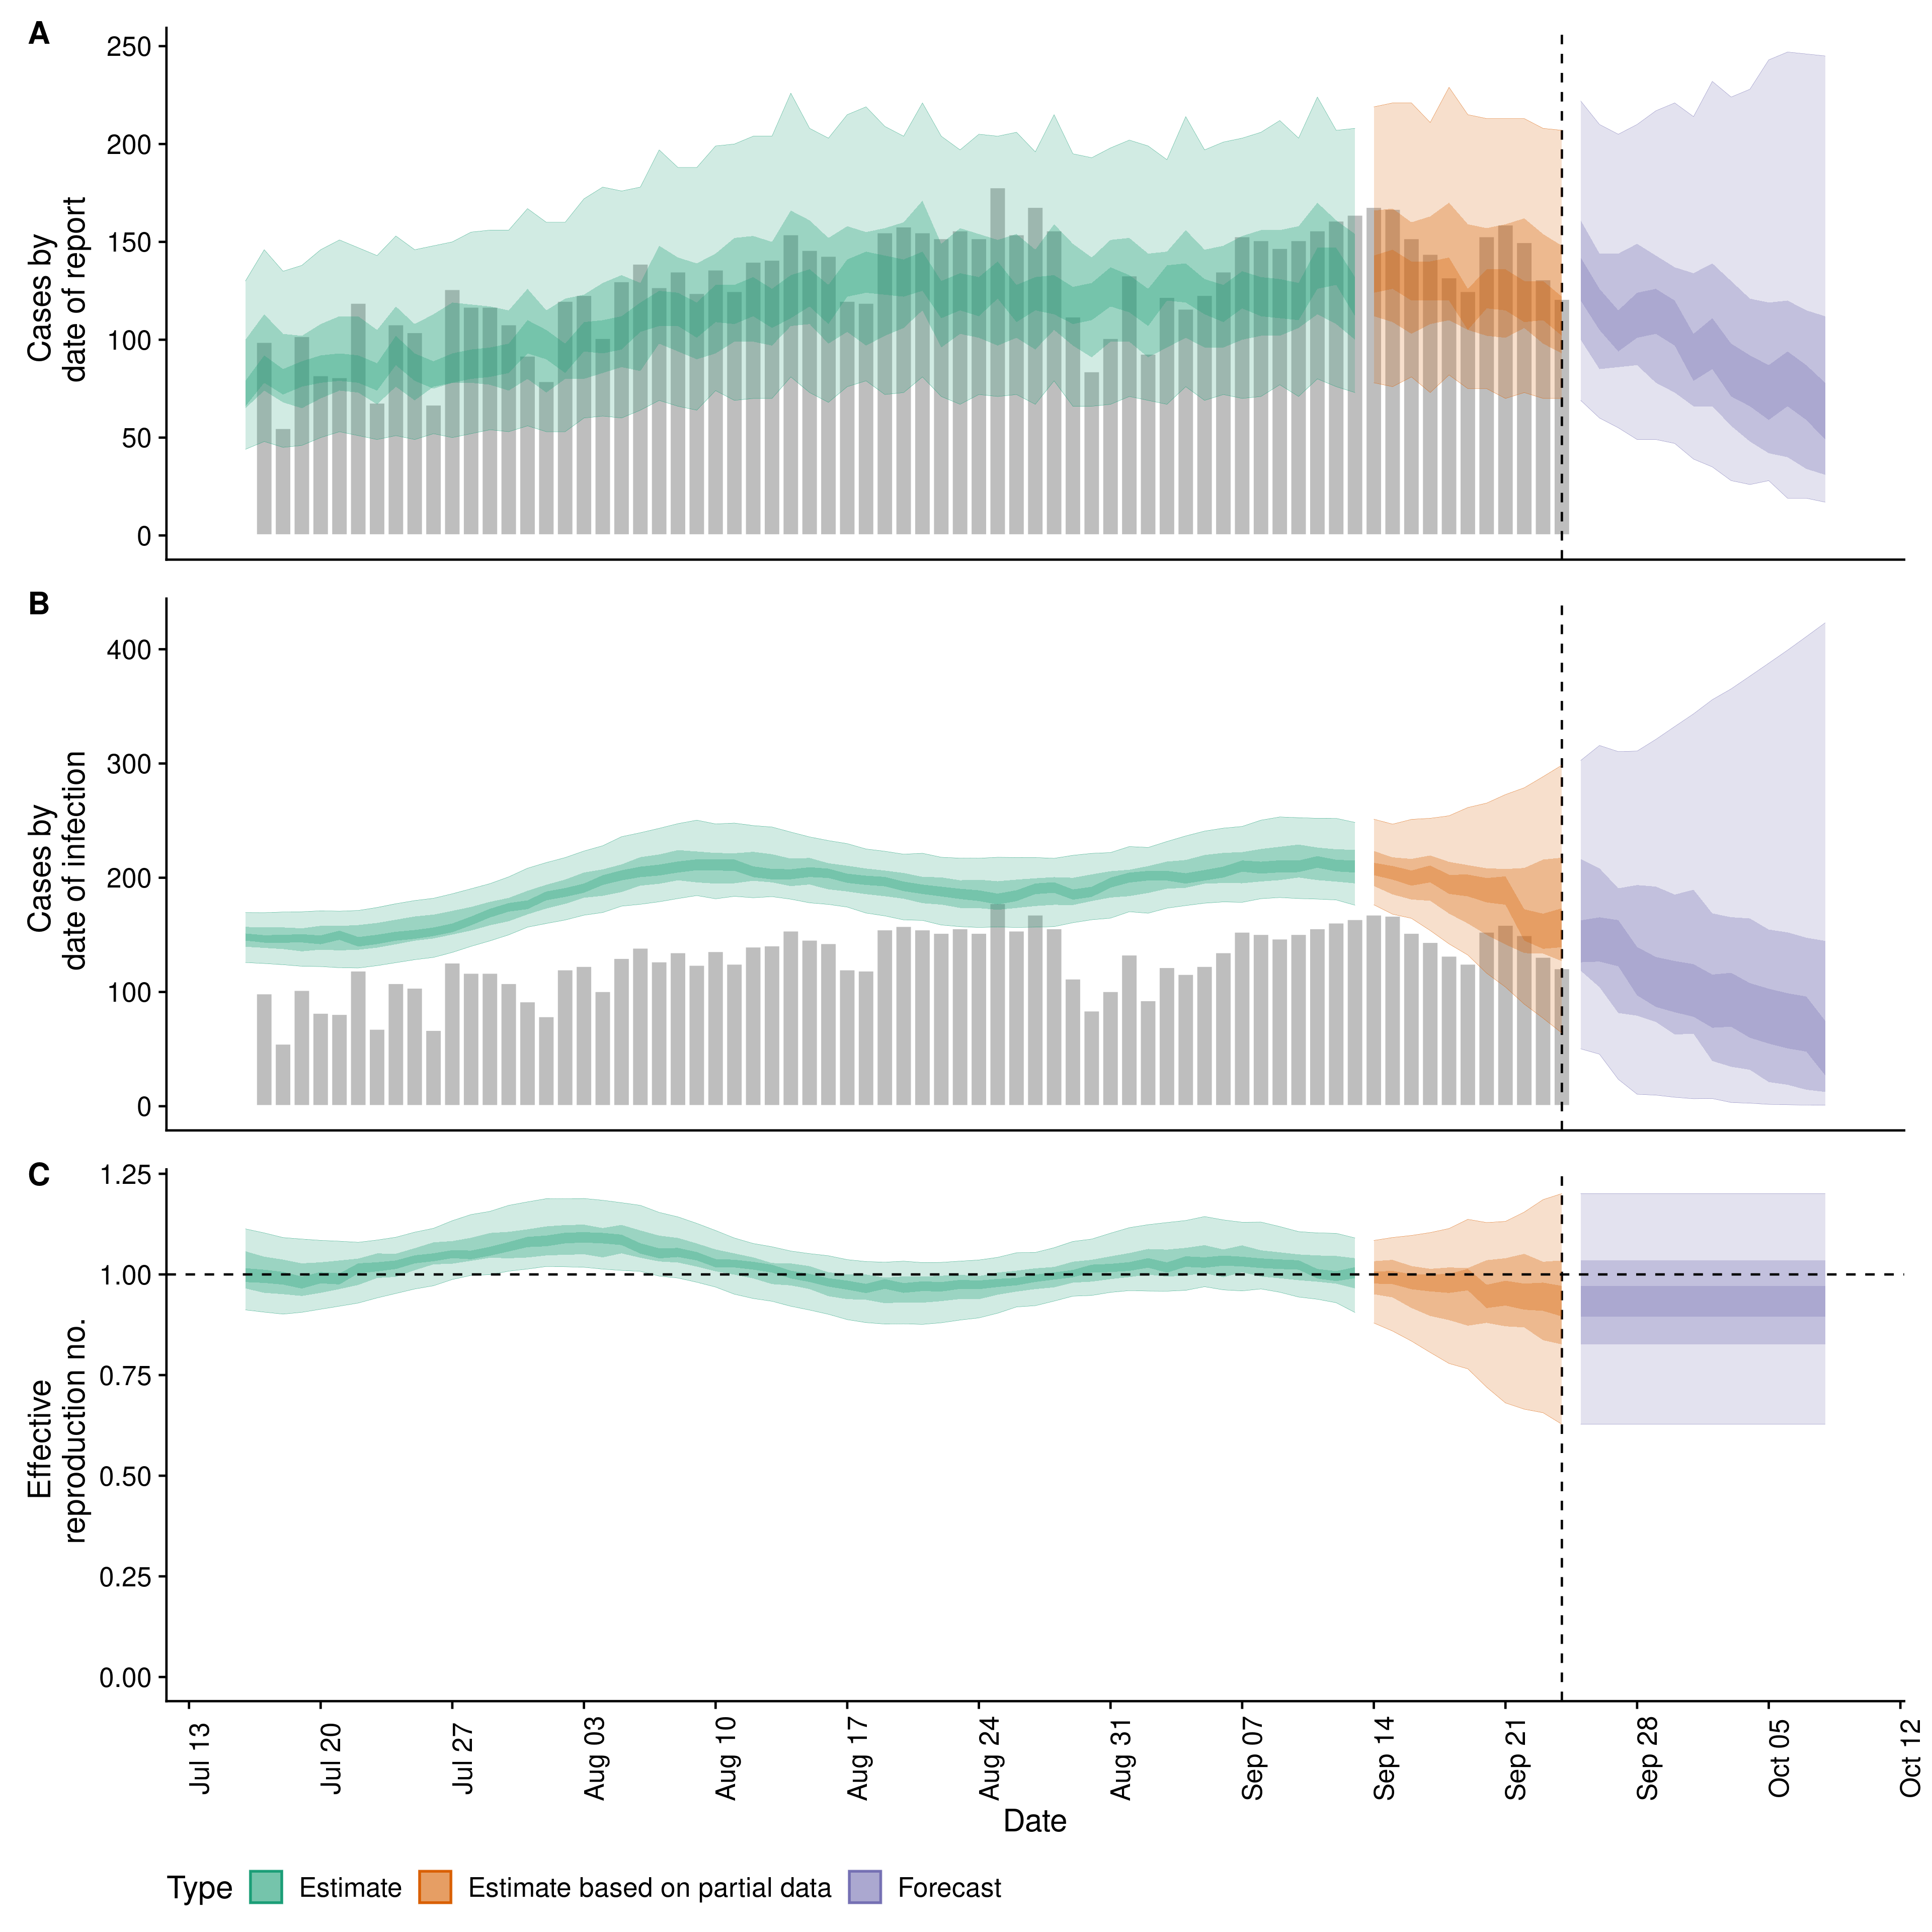 A
250
200
150
100
50
0
Cases by
date of report
B
400
300
200
100
0
Cases by
date of infection
C
1.25
1.00
0.75
0.50
0.25
0.00
Effective
reproduction no.
Jul 13
Jul 20
Jul 27
Aug 03
Aug 10
Aug 17
Aug 24
Aug 31
Sep 07
Sep 14
Sep 21
Sep 28
Oct 05
Oct 12
Date
Type Estimate Estimate based on partial data Forecast